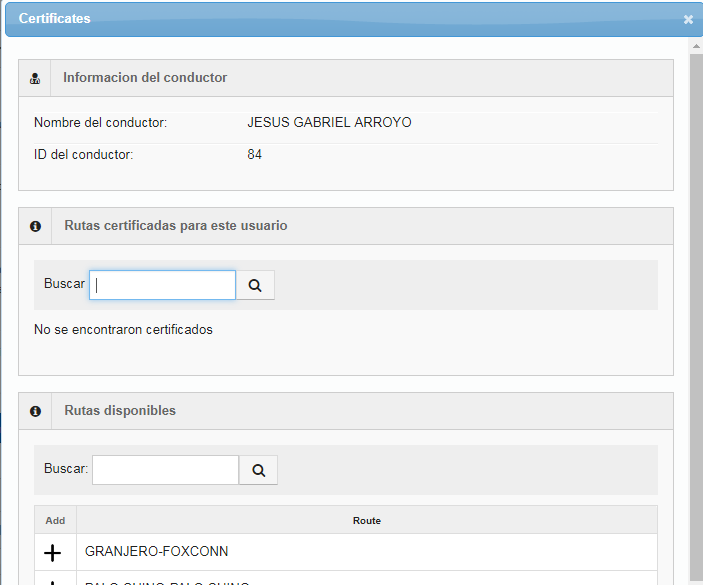 Certificates
Informacion del conductor
Nombre del conductor: JESUS GABRIEL ARROYO
ID del conductor: 84
Rutas certificadas para este usuario
Buscar
No se encontraron certificados
Rutas disponibles
Buscar:
Add Route
GRANJERO-FOXCONN